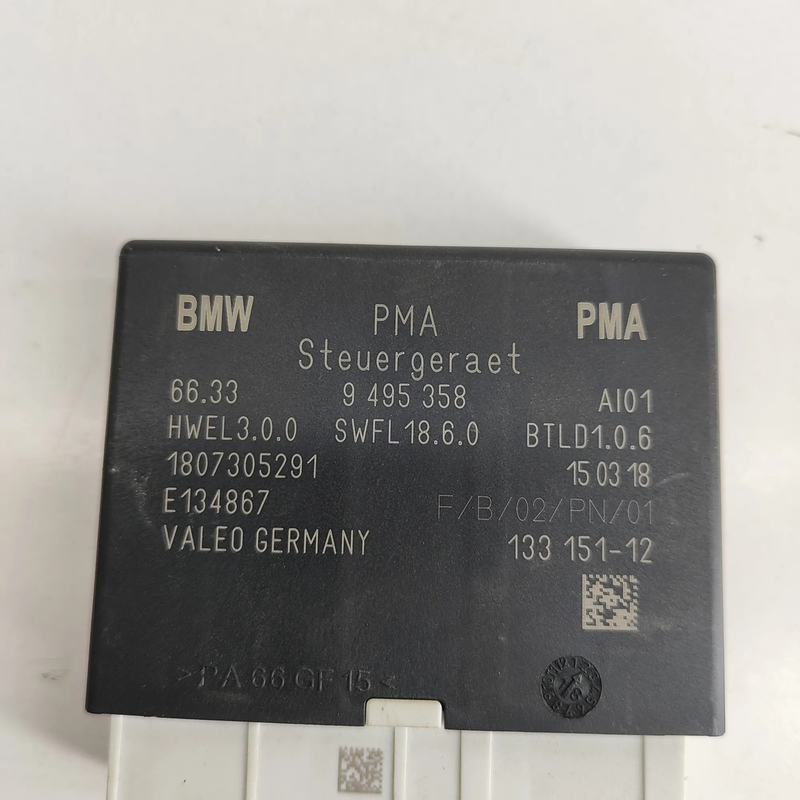 BMW PMA PMA
Steuergeraet
66.33 9 495 358 AI01
HWEL3.0.0 SWFL18.6.0 BTLD1.0.6
1807305291 15 03 18
E134867 F/B/02/PN/01
VALEO GERMANY 133 151-12
>PA 66 GF 15<